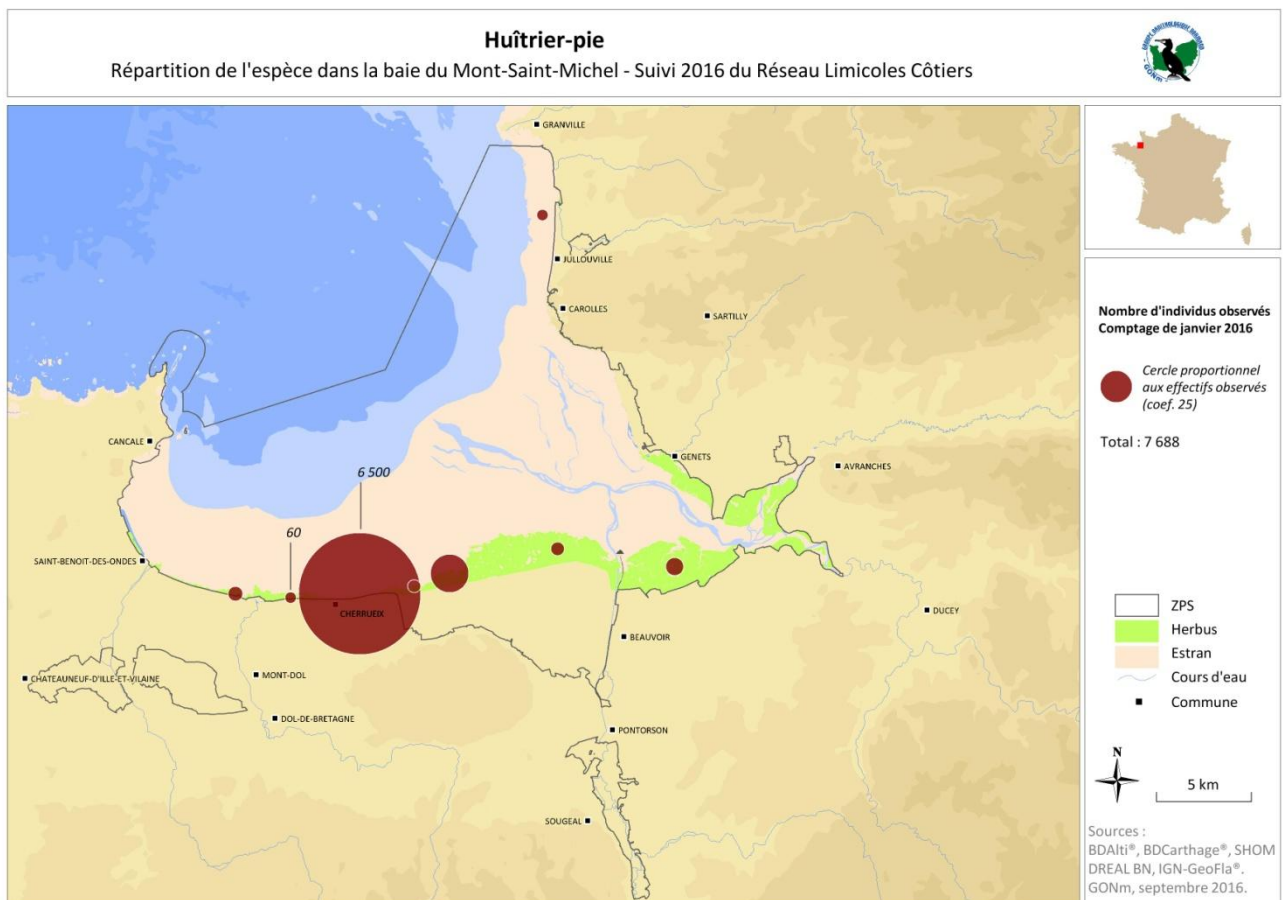 Huîtrier-pie
Répartition de l'espèce dans la baie du Mont-Saint-Michel - Suivi 2016 du Réseau Limicoles Côtiers
GROUPE ORNITHOLOGIQUE NORMAND
- GONm -
GRANVILLE
JULLOUVILLE
CAROLLES
SARTILLY
CANCALE
GENETS
AVRANCHES
6 500
60
SAINT-BENOIT-DES-ONDES
CHERRUEIX
DUCEY
BEAUVOIR
CHATEAUNEUF-D'ILLE-ET-VILAINE
MONT-DOL
DOL-DE-BRETAGNE
PONTORSON
SOUGEAL
Nombre d'individus observés
Comptage de janvier 2016
Cercle proportionnel
aux effectifs observés
(coef. 25)
Total : 7 688
ZPS
Herbus
Estran
Cours d'eau
Commune
N
5 km
Sources :
BDAlti®, BDCarthage®, SHOM
DREAL BN, IGN-GeoFla®.
GONm, septembre 2016.